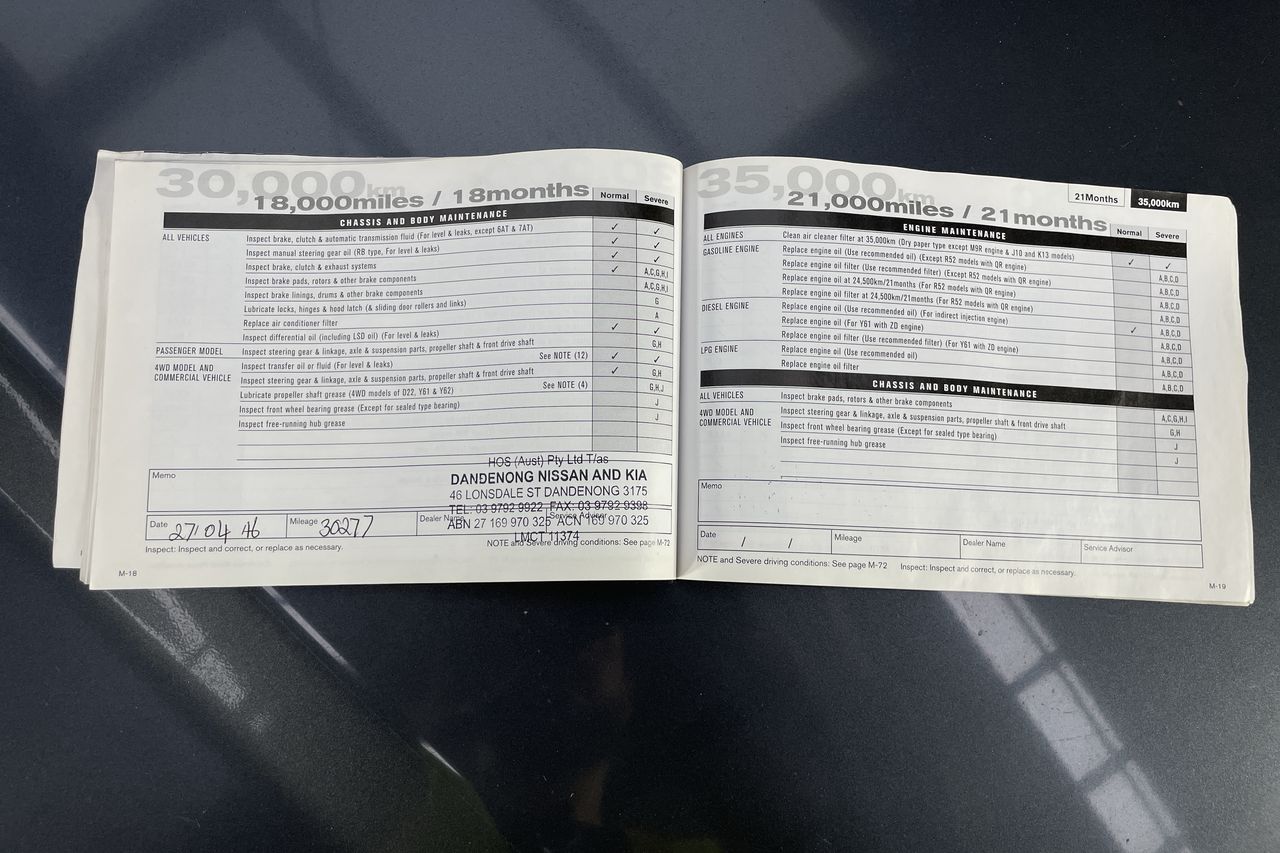 30,000km
18,000miles / 18months
Normal Severe
CHASSIS AND BODY MAINTENANCE
ALL VEHICLES Inspect brake, clutch & automatic transmission fluid (For level & leaks, except 6AT & 7AT) ✓ ✓
Inspect manual steering gear oil (RB type, For level & leaks) ✓ ✓
Inspect brake, clutch & exhaust systems ✓ ✓
Inspect brake pads, rotors & other brake components ✓ A,C,G,H,I
Inspect brake linings, drums & other brake components A,C,G,H,I
Lubricate locks, hinges & hood latch (& sliding door rollers and links) G
Replace air conditioner filter A
Inspect differential oil (including LSD oil) (For level & leaks) ✓ ✓
PASSENGER MODEL Inspect steering gear & linkage, axle & suspension parts, propeller shaft & front drive shaft G,H
4WD MODEL AND COMMERCIAL VEHICLE Inspect transfer oil or fluid (For level & leaks) See NOTE (12) ✓ ✓
Inspect steering gear & linkage, axle & suspension parts, propeller shaft & front drive shaft ✓ G,H
Lubricate propeller shaft grease (4WD models of D22, Y61 & Y62) See NOTE (4) G,H,J
Inspect front wheel bearing grease (Except for sealed type bearing) J
Inspect free-running hub grease J
HOS (Aust) Pty Ltd T/as
Memo
DANDENONG NISSAN AND KIA
46 LONSDALE ST DANDENONG 3175
TEL: 03 9792 9922 FAX: 03 9792 9398
Date 27 04 16 Mileage 30277 Dealer Name Service Advisor
ABN 27 169 970 325 ACN 169 970 325
LMCT 11374
Inspect: Inspect and correct, or replace as necessary. NOTE and Severe driving conditions: See page M-72
M-18
35,000km
21,000miles / 21months
21Months 35,000km
Normal Severe
ENGINE MAINTENANCE
ALL ENGINES Clean air cleaner filter at 35,000km (Dry paper type except M9R engine & J10 and K13 models)
GASOLINE ENGINE Replace engine oil (Use recommended oil) (Except R52 models with QR engine) ✓ ✓
Replace engine oil filter (Use recommended filter) (Except R52 models with QR engine) A,B,C,D
Replace engine oil at 24,500km/21months (For R52 models with QR engine) A,B,C,D
Replace engine oil filter at 24,500km/21months (For R52 models with QR engine) A,B,C,D
DIESEL ENGINE Replace engine oil (Use recommended oil) (For indirect injection engine) A,B,C,D
Replace engine oil (For Y61 with ZD engine) ✓ A,B,C,D
Replace engine oil filter (Use recommended filter) (For Y61 with ZD engine) A,B,C,D
LPG ENGINE Replace engine oil (Use recommended oil) A,B,C,D
Replace engine oil filter A,B,C,D
CHASSIS AND BODY MAINTENANCE
ALL VEHICLES Inspect brake pads, rotors & other brake components A,C,G,H,I
4WD MODEL AND COMMERCIAL VEHICLE Inspect steering gear & linkage, axle & suspension parts, propeller shaft & front drive shaft G,H
Inspect front wheel bearing grease (Except for sealed type bearing) J
Inspect free-running hub grease J
Memo
Date / / Mileage Dealer Name Service Advisor
NOTE and Severe driving conditions: See page M-72 Inspect: Inspect and correct, or replace as necessary.
M-19